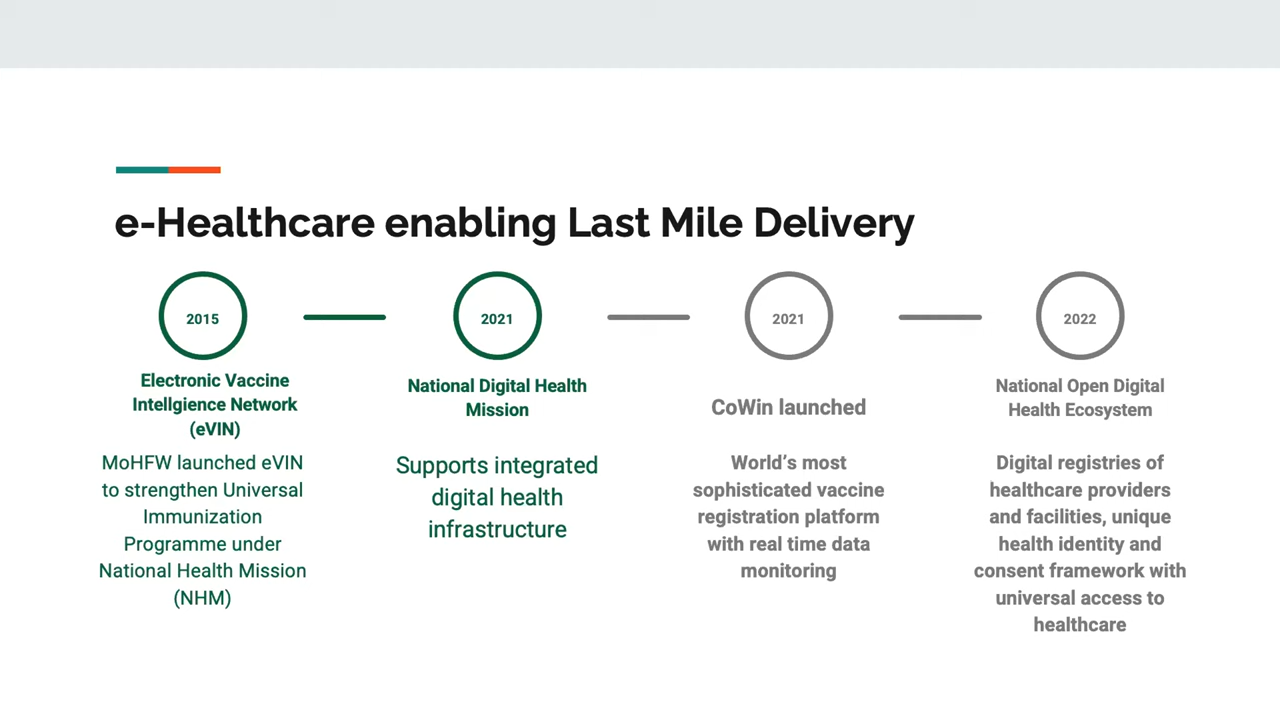 e-Healthcare enabling Last Mile Delivery
2015
Electronic Vaccine
Intellgience Network
(eVIN)
MoHFW launched eVIN
to strengthen Universal
Immunization
Programme under
National Health Mission
(NHM)
2021
National Digital Health
Mission
Supports integrated
digital health
infrastructure
2021
CoWin launched
World’s most
sophisticated vaccine
registration platform
with real time data
monitoring
2022
National Open Digital
Health Ecosystem
Digital registries of
healthcare providers
and facilities, unique
health identity and
consent framework with
universal access to
healthcare